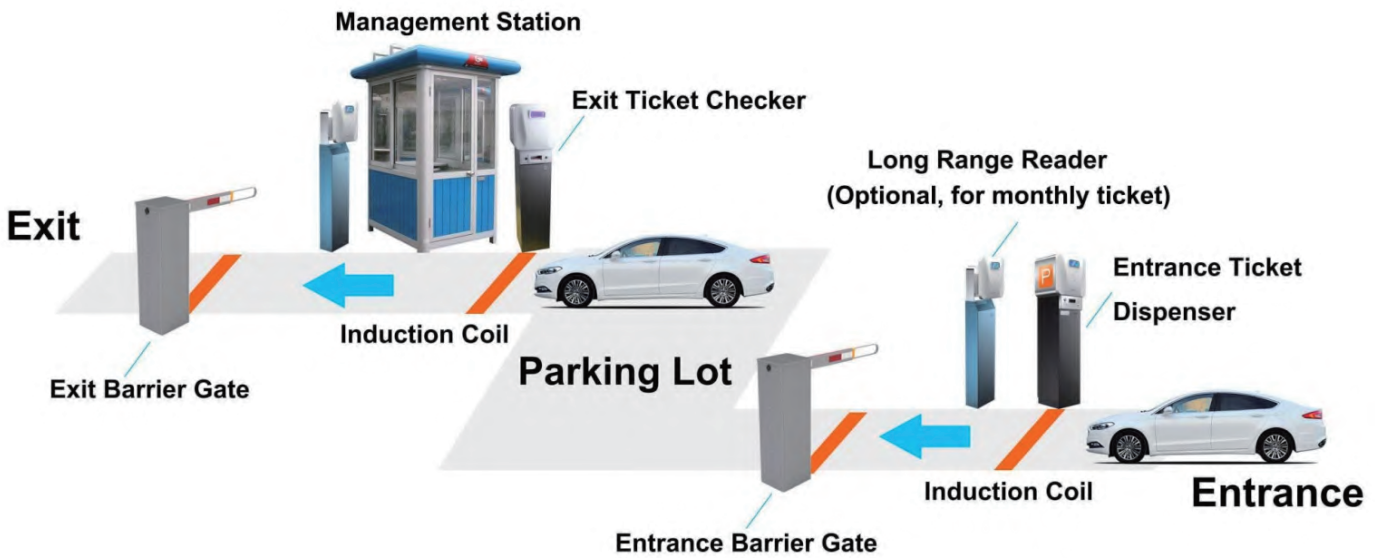 Management Station
Exit Ticket Checker
Long Range Reader
(Optional, for monthly ticket)
Exit
Entrance Ticket
Dispenser
P
Induction Coil
Parking Lot
Exit Barrier Gate
Induction Coil
Entrance
Entrance Barrier Gate